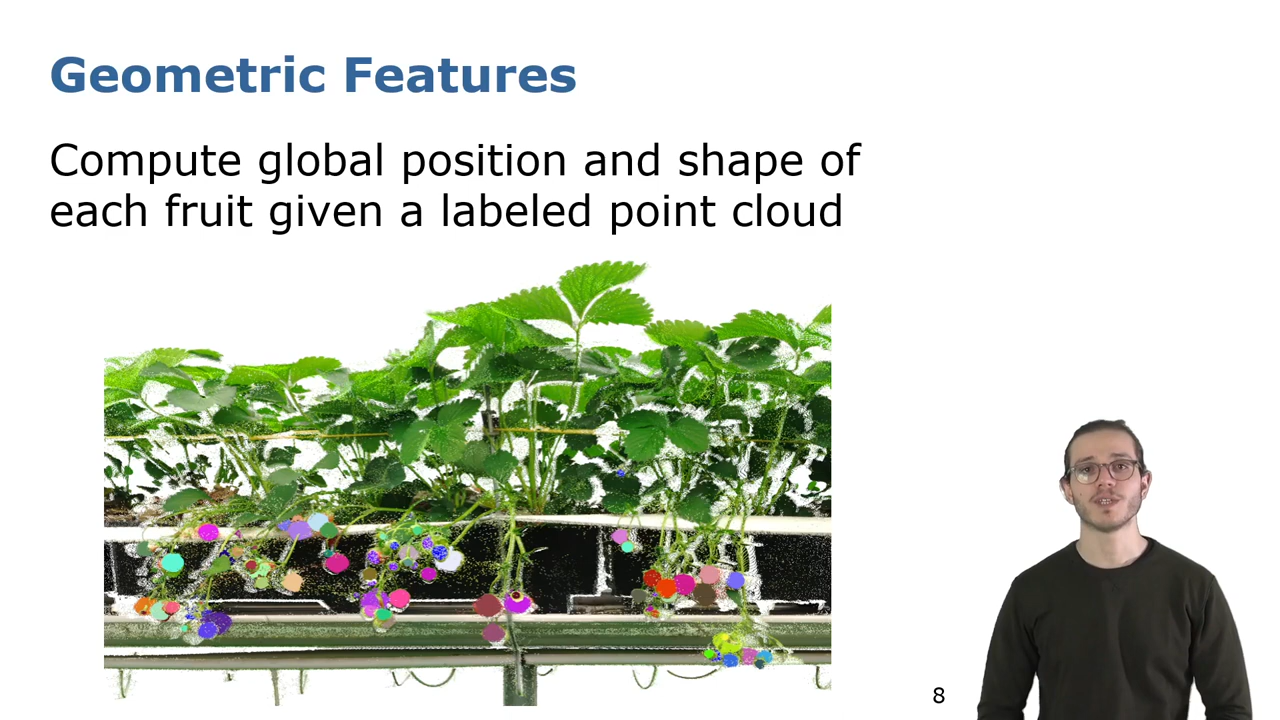 Geometric Features
Compute global position and shape of
each fruit given a labeled point cloud
8